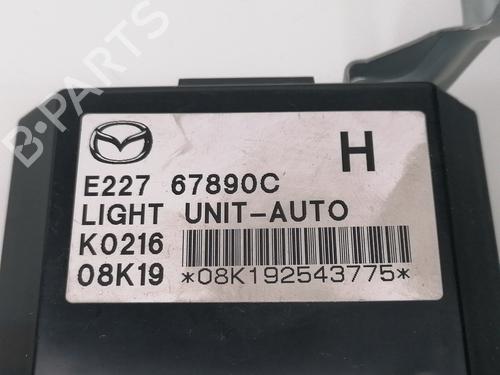 B-PARTS
H
E227 67890C
LIGHT UNIT-AUTO
K0216
08K19 *08K192543775*